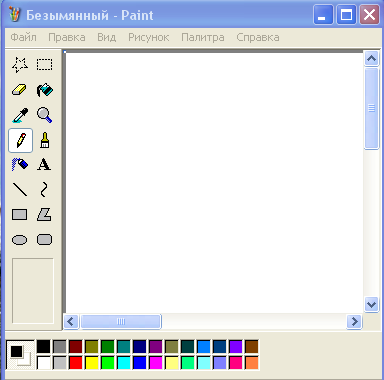 Безымянный - Paint
Файл Правка Вид Рисунок Палитра Справка
A